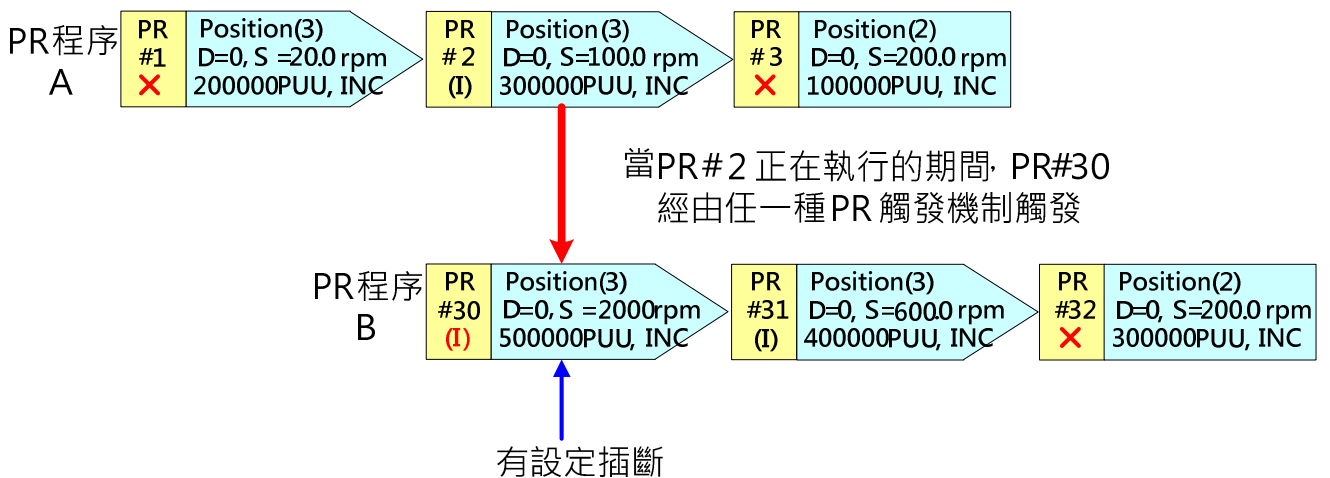 PR程序
A
PR
#1
Position(3)
D=0, S =20.0 rpm
200000PUU, INC
PR
#2
(I)
Position(3)
D=0, S=100.0 rpm
300000PUU, INC
PR
#3
Position(2)
D=0, S=200.0 rpm
100000PUU, INC
當PR#2 正在執行的期間, PR#30
經由任一種PR 觸發機制觸發
PR程序
B
PR
#30
(I)
Position(3)
D=0, S =2000rpm
500000PUU, INC
PR
#31
(I)
Position(3)
D=0, S=600.0 rpm
400000PUU, INC
PR
#32
Position(2)
D=0, S=200.0 rpm
300000PUU, INC
有設定插斷